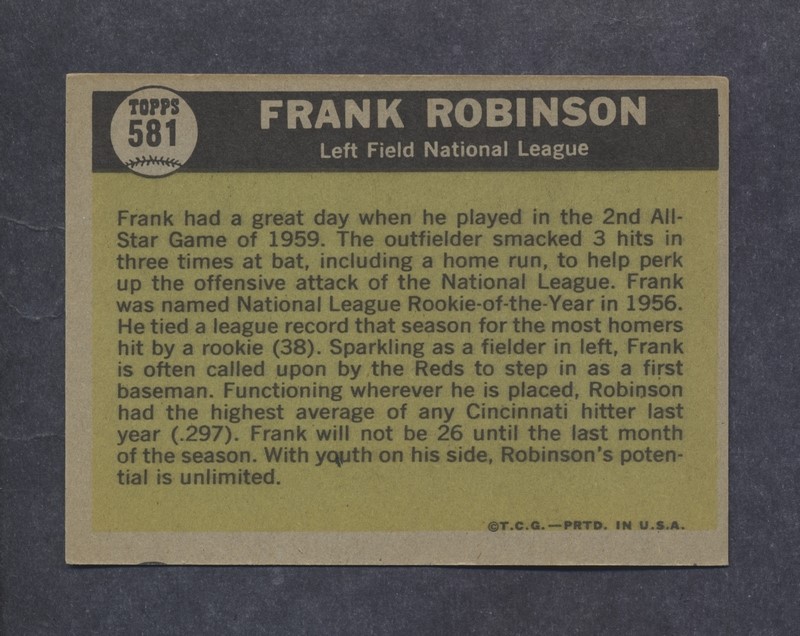 TOPPS
581
FRANK ROBINSON
Left Field National League
Frank had a great day when he played in the 2nd All-
Star Game of 1959. The outfielder smacked 3 hits in
three times at bat, including a home run, to help perk
up the offensive attack of the National League. Frank
was named National League Rookie-of-the-Year in 1956.
He tied a league record that season for the most homers
hit by a rookie (38). Sparkling as a fielder in left, Frank
is often called upon by the Reds to step in as a first
baseman. Functioning wherever he is placed, Robinson
had the highest average of any Cincinnati hitter last
year (.297). Frank will not be 26 until the last month
of the season. With youth on his side, Robinson's poten-
tial is unlimited.
©T.C.G.—PRTD. IN U.S.A.